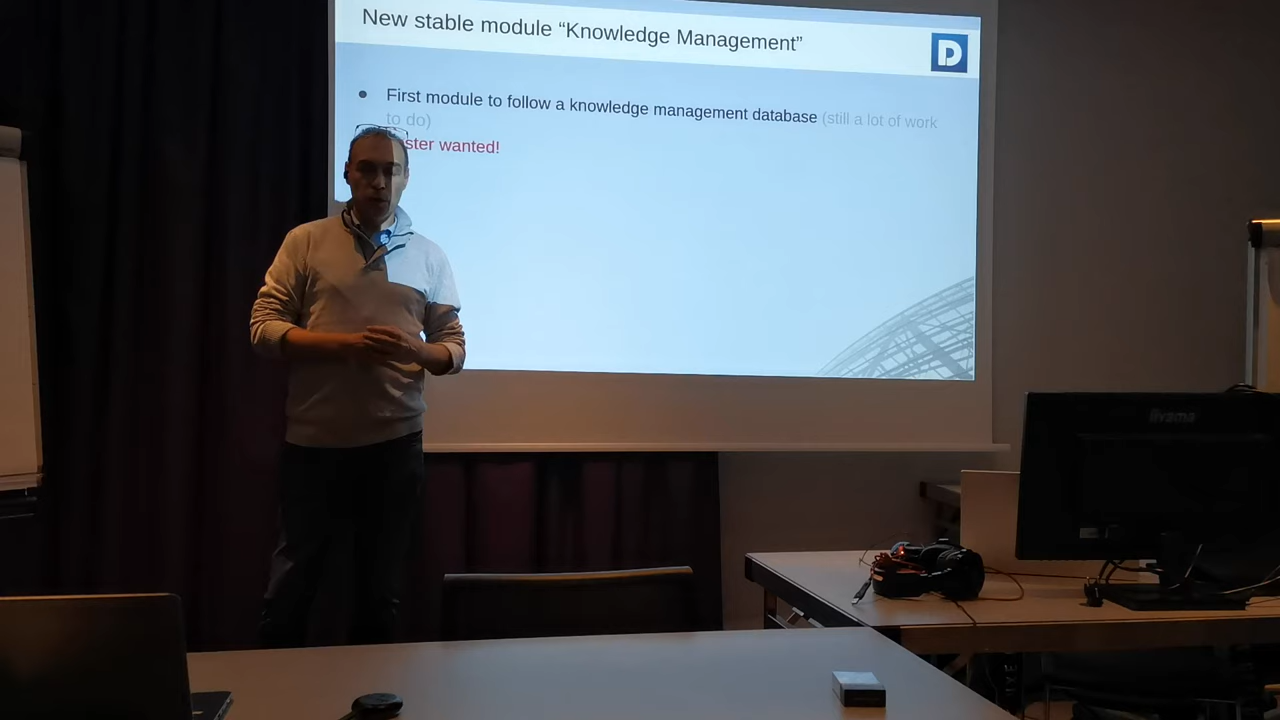 New stable module “Knowledge Management”
D
● First module to follow a knowledge management database (still a lot of work
to do)
ster wanted!
iiyama